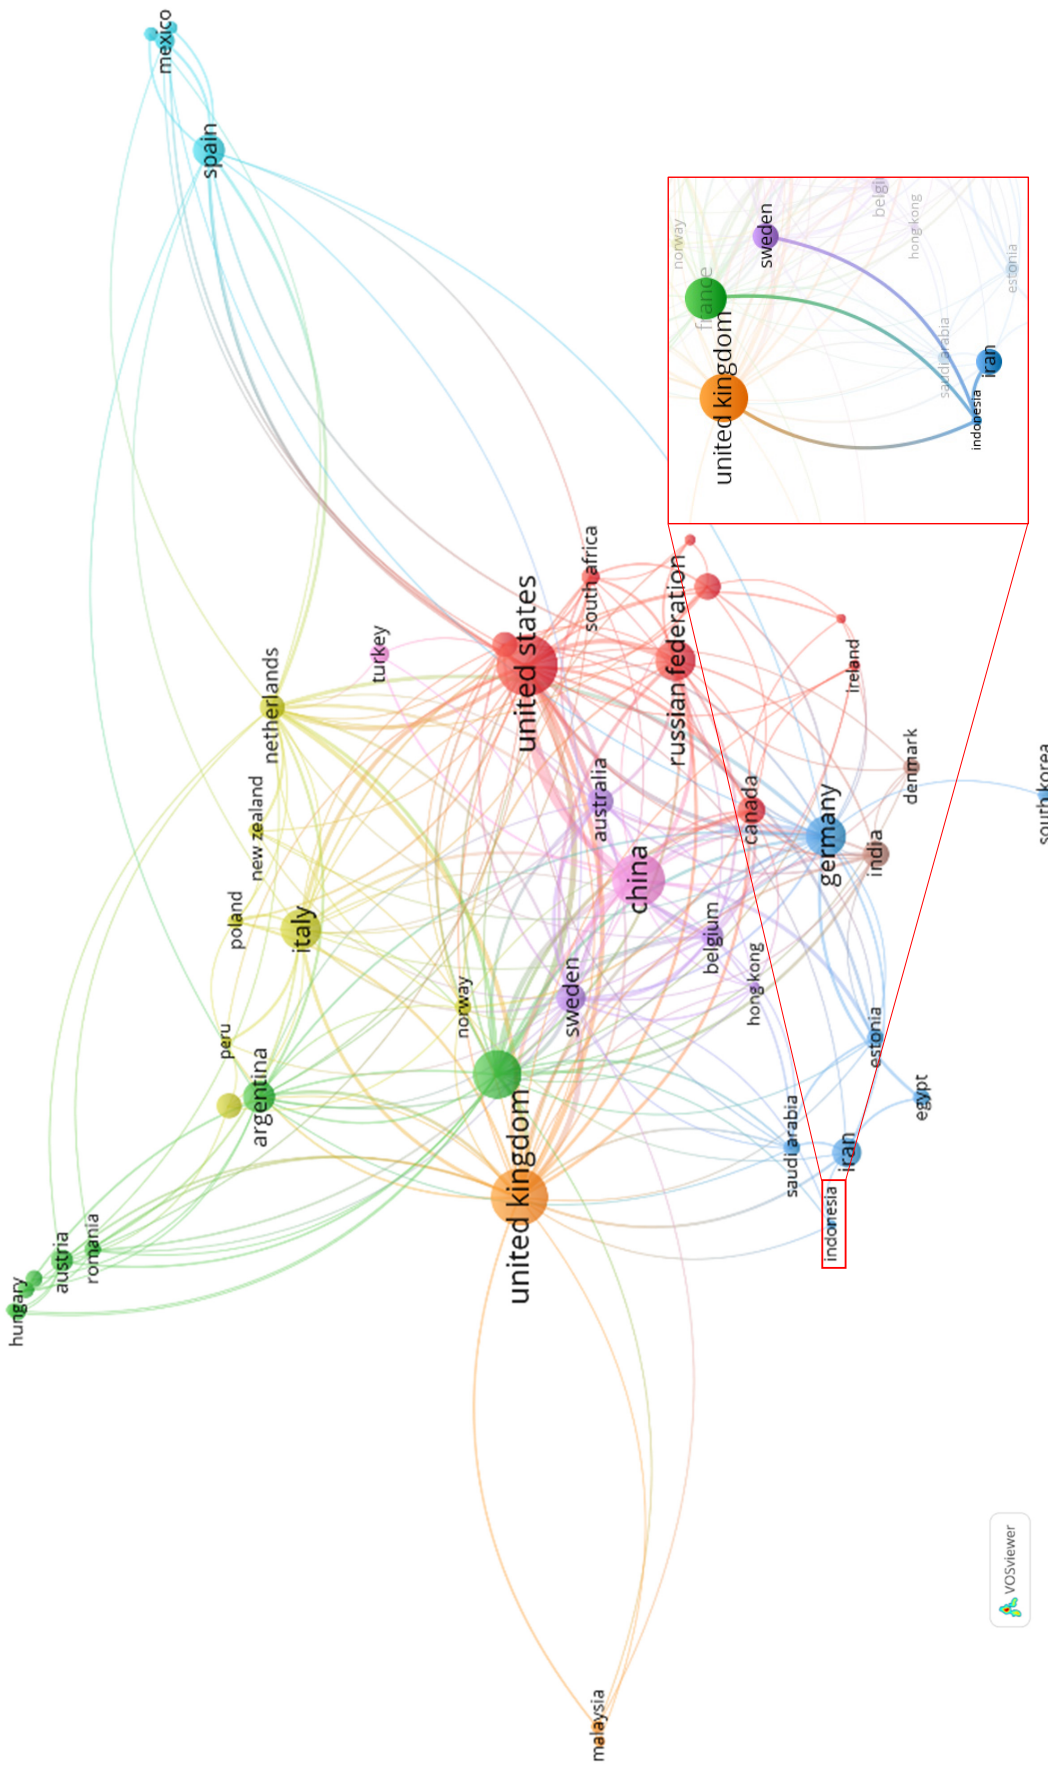 mexico
spain
netherlands
turkey
united states
south africa
russian federation
new zealand
australia
canada
ireland
denmark
south korea
poland
italy
china
germany
india
belgium
norway
sweden
hong kong
estonia
peru
argentina
united kingdom
saudi arabia
iran
egypt
indonesia
austria
romania
hungary
malaysia
norway
sweden
belgi
hong kong
france
estonia
united kingdom
saudi arabia
iran
indonesia
VOSviewer